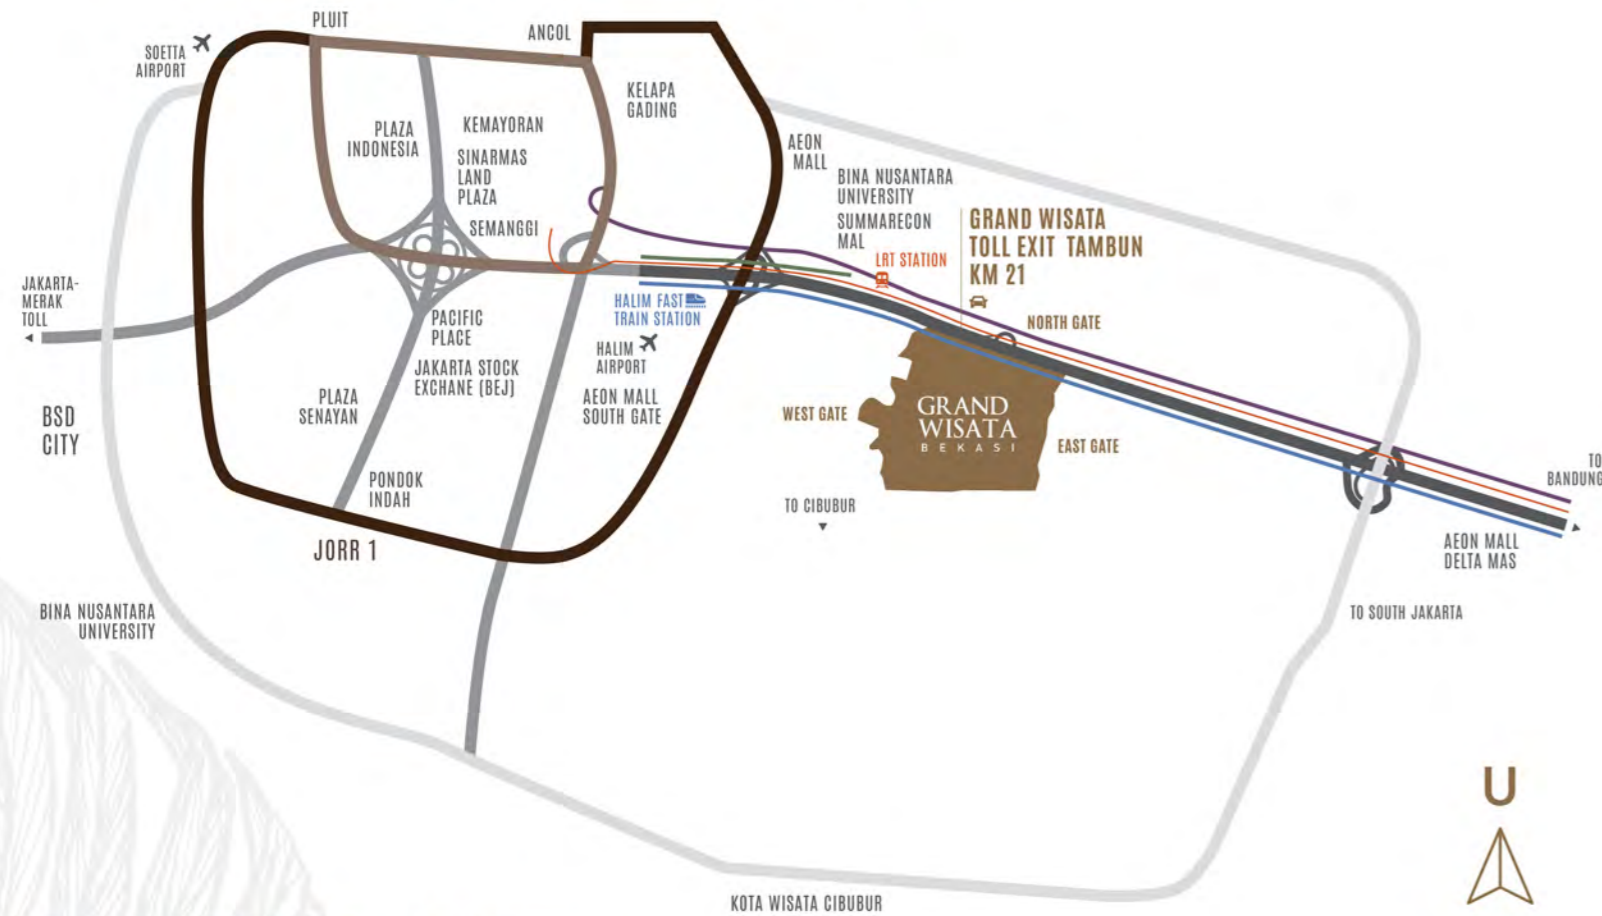 PLUIT
ANCOL
SOETTA
AIRPORT
KELAPA
GADING
PLAZA
INDONESIA
KEMAYORAN
SINARMAS
LAND
PLAZA
SEMANGGI
AEON
MALL
BINA NUSANTARA
UNIVERSITY
SUMMARECON
MAL
LRT STATION
GRAND WISATA
TOLL EXIT TAMBUN
KM 21
NORTH GATE
JAKARTA-
MERAK
TOLL
HALIM FAST
TRAIN STATION
HALIM
AIRPORT
PACIFIC
PLACE
JAKARTA STOCK
EXCHANE (BEJ)
PLAZA
SENAYAN
AEON MALL
SOUTH GATE
BSD
CITY
WEST GATE
GRAND
WISATA
BEKASI
EAST GATE
PONDOK
INDAH
TO CIBUBUR
TO
BANDUNG
JORR 1
AEON MALL
DELTA MAS
BINA NUSANTARA
UNIVERSITY
TO SOUTH JAKARTA
U
KOTA WISATA CIBUBUR